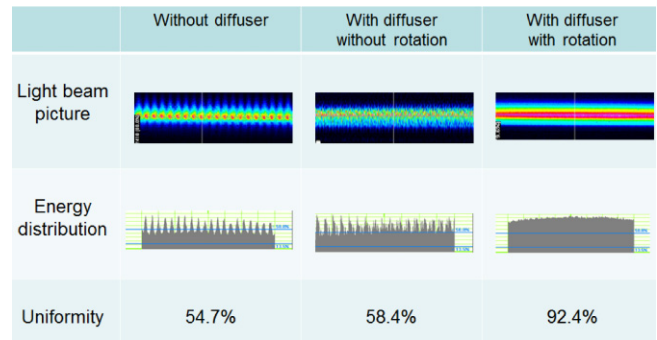 Without diffuser
With diffuser
without rotation
With diffuser
with rotation
Light beam
picture
Energy
distribution
Uniformity
54.7%
58.4%
92.4%